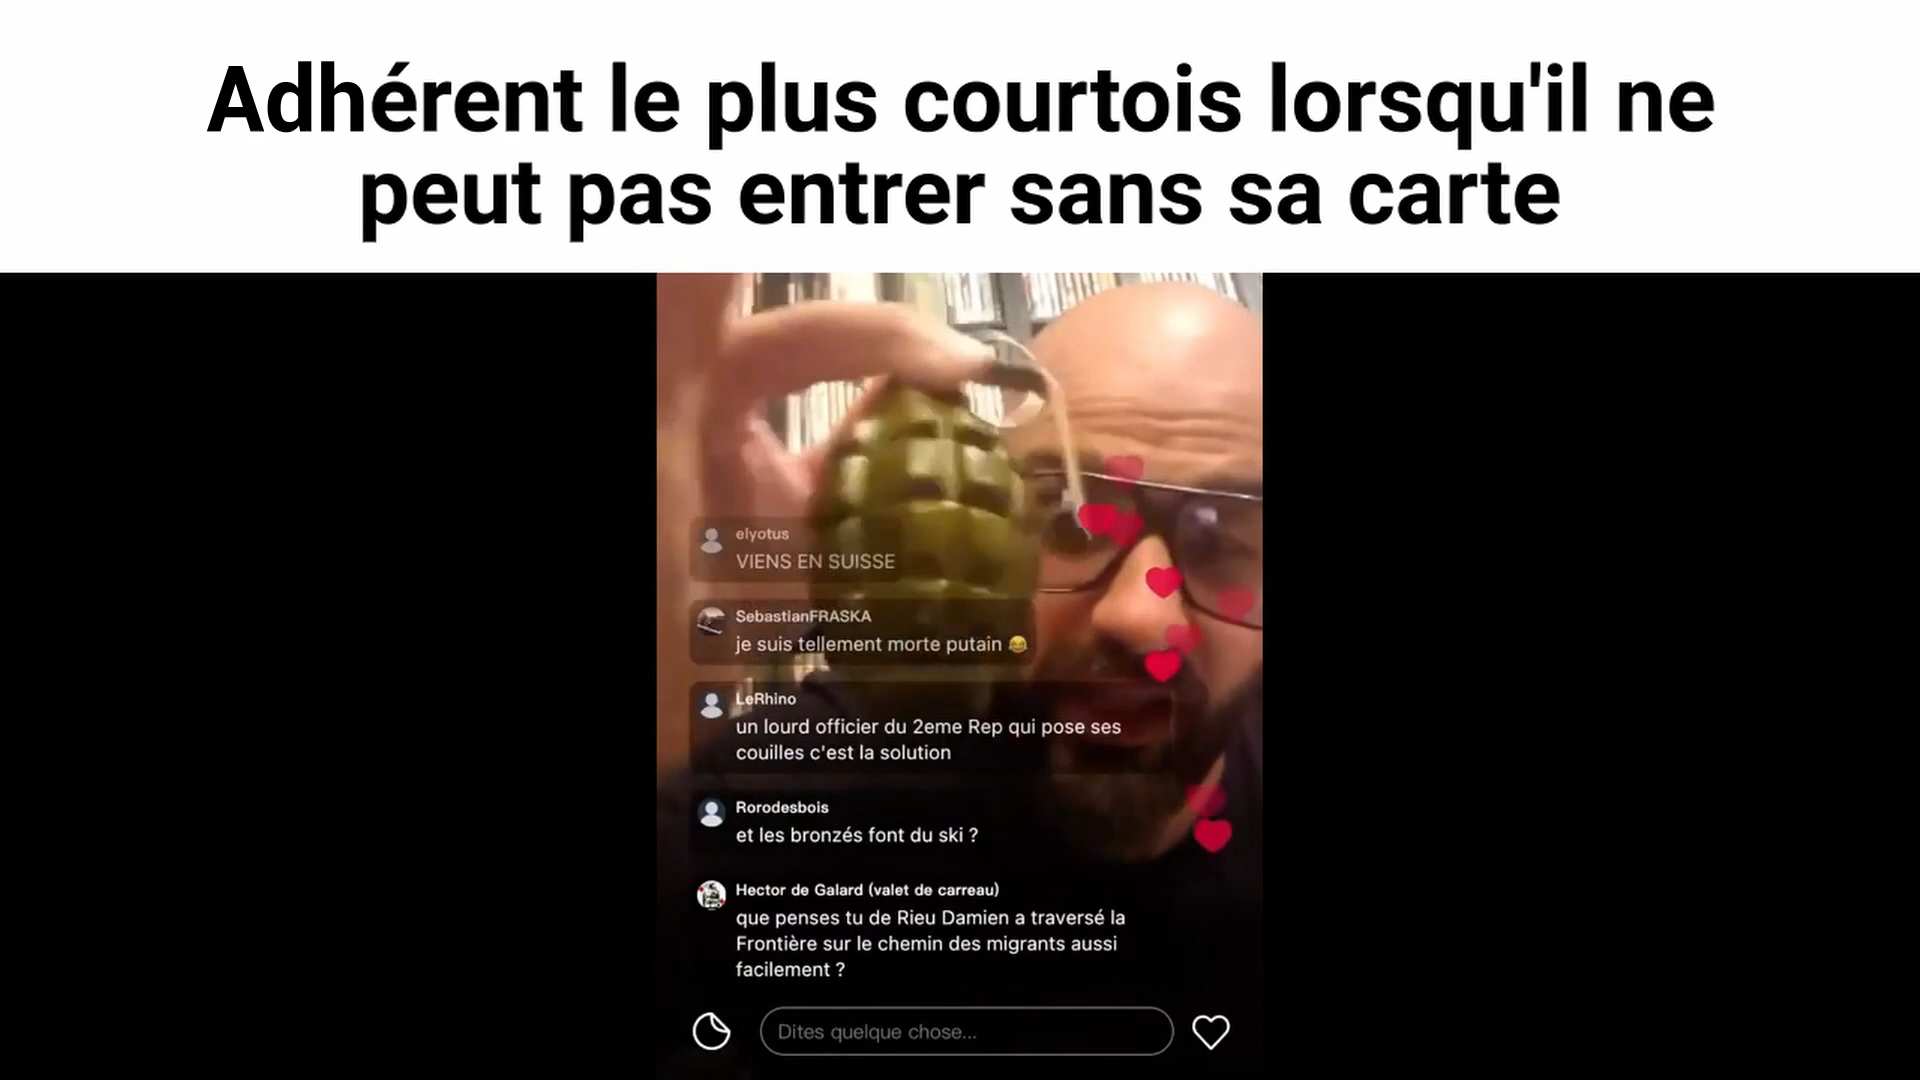 Adhérent le plus courtois lorsqu'il ne
peut pas entrer sans sa carte
elyotus
VIENS EN SUISSE
SebastianFRASKA
je suis tellement morte putain 😂
LeRhino
un lourd officier du 2eme Rep qui pose ses
couilles c'est la solution
Rorodesbois
et les bronzés font du ski ?
Hector de Galard (valet de carreau)
que penses tu de Rieu Damien a traversé la
Frontière sur le chemin des migrants aussi
facilement ?
Dites quelque chose...